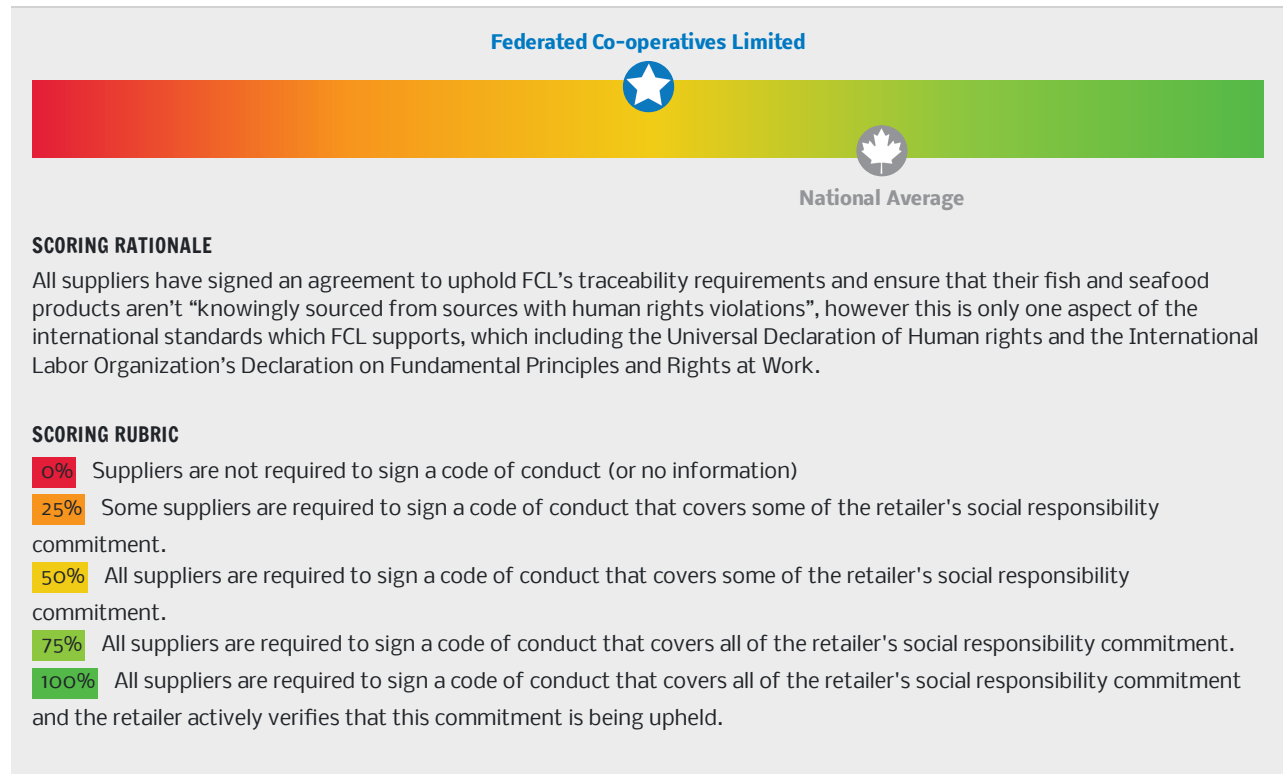 Federated Co-operatives Limited
National Average
SCORING RATIONALE
All suppliers have signed an agreement to uphold FCL’s traceability requirements and ensure that their fish and seafood
products aren’t “knowingly sourced from sources with human rights violations”, however this is only one aspect of the
international standards which FCL supports, which including the Universal Declaration of Human rights and the International
Labor Organization’s Declaration on Fundamental Principles and Rights at Work.
SCORING RUBRIC
0% Suppliers are not required to sign a code of conduct (or no information)
25% Some suppliers are required to sign a code of conduct that covers some of the retailer's social responsibility
commitment.
50% All suppliers are required to sign a code of conduct that covers some of the retailer's social responsibility
commitment.
75% All suppliers are required to sign a code of conduct that covers all of the retailer's social responsibility commitment.
100% All suppliers are required to sign a code of conduct that covers all of the retailer's social responsibility commitment
and the retailer actively verifies that this commitment is being upheld.